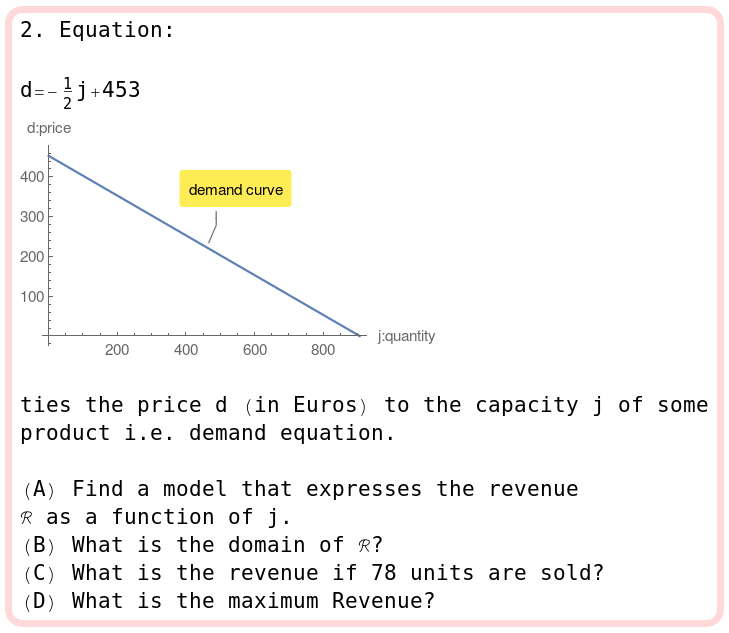 2. Equation:
d=-1/2 j+453
d:price
demand curve
400
300
200
100
200 400 600 800
j:quantity
ties the price d (in Euros) to the capacity j of some
product i.e. demand equation.
(A) Find a model that expresses the revenue
ℛ as a function of j.
(B) What is the domain of ℛ?
(C) What is the revenue if 78 units are sold?
(D) What is the maximum Revenue?